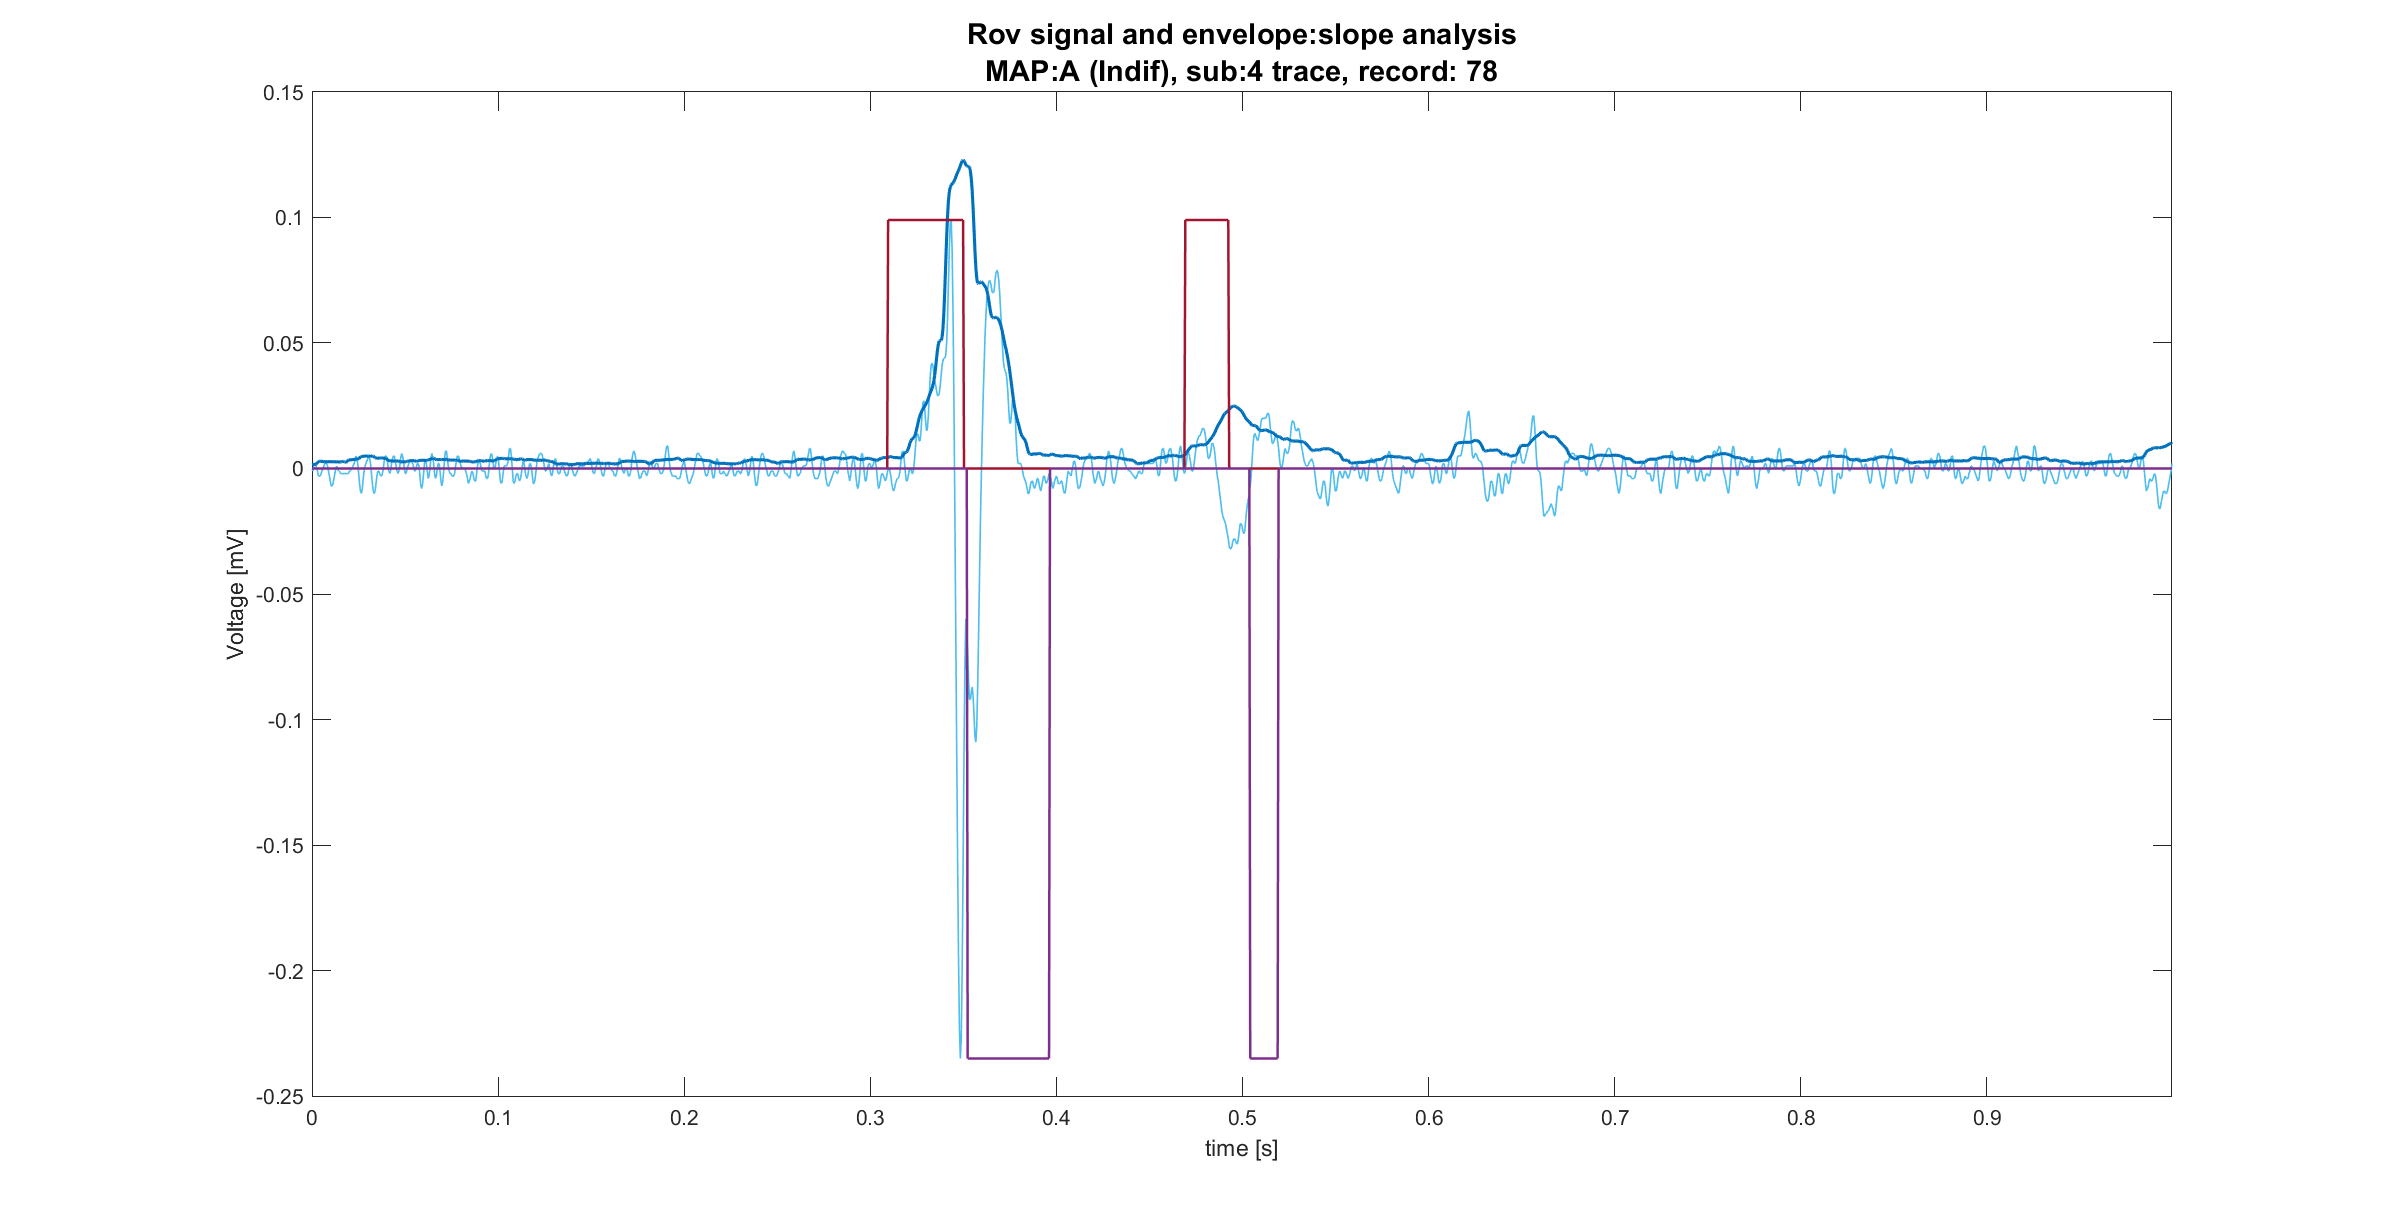 Rov signal and envelope:slope analysis
MAP:A (Indif), sub:4 trace, record: 78
0.15
0.1
0.05
0
-0.05
-0.1
-0.15
-0.2
-0.25
Voltage [mV]
0 0.1 0.2 0.3 0.4 0.5 0.6 0.7 0.8 0.9
time [s]